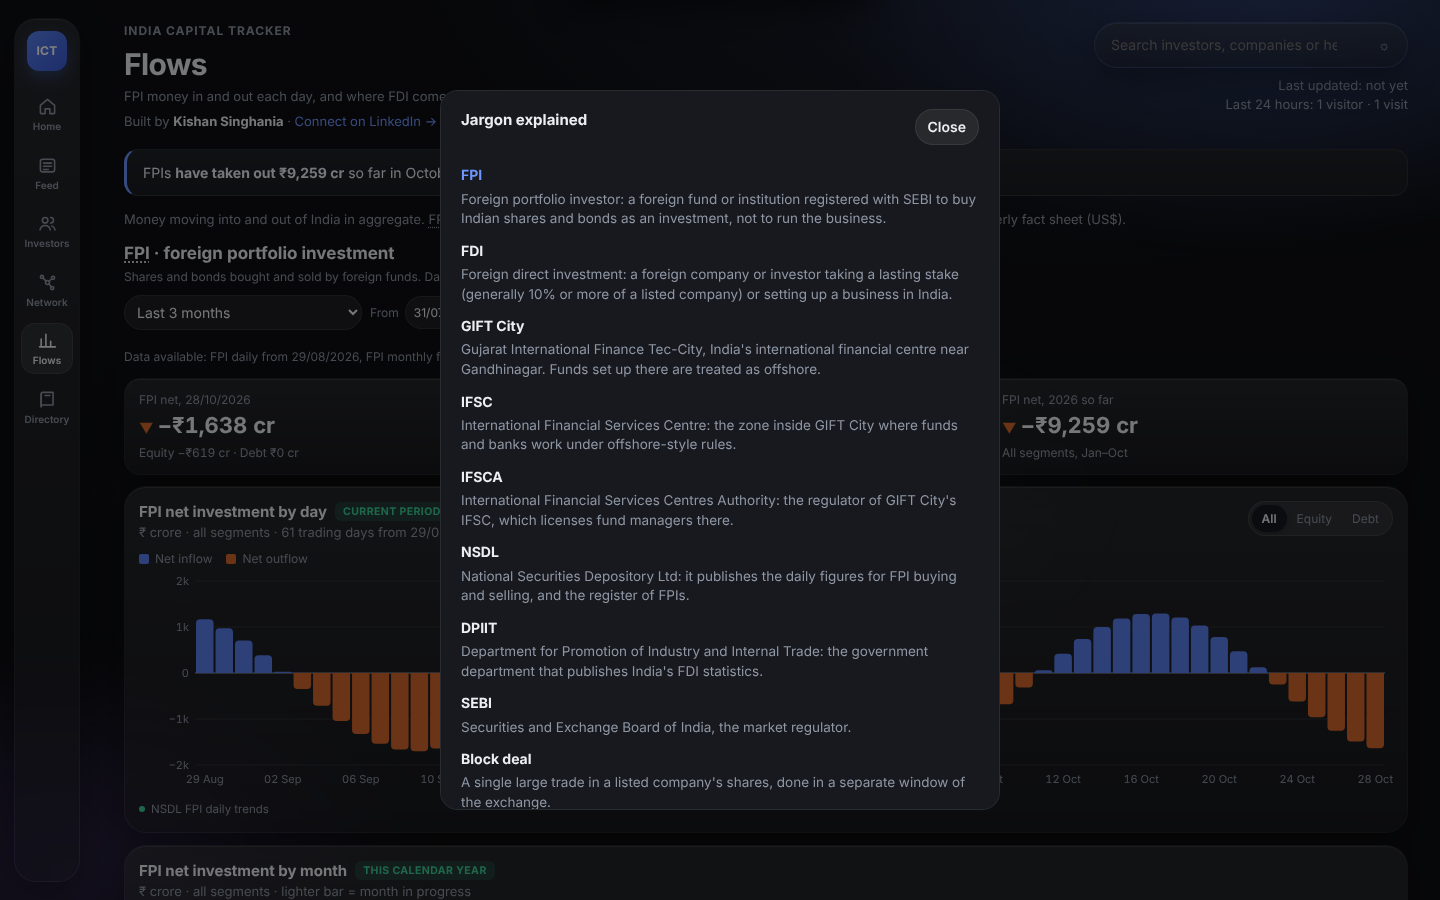 ICT
Home
Feed
Investors
Network
Flows
Directory
INDIA CAPITAL TRACKER
Flows
FPI money in and out each day, and where FDI come
Built by Kishan Singhania · Connect on LinkedIn →
Search investors, companies or he
Last updated: not yet
Last 24 hours: 1 visitor · 1 visit
FPIs have taken out ₹9,259 cr so far in Octob
Money moving into and out of India in aggregate. FP
rly fact sheet (US$).
FPI · foreign portfolio investment
Shares and bonds bought and sold by foreign funds. Da
Last 3 months
From
31/07
Data available: FPI daily from 29/08/2026, FPI monthly f
FPI net, 28/10/2026
−₹1,638 cr
Equity −₹619 cr · Debt ₹0 cr
FPI net, 2026 so far
−₹9,259 cr
All segments, Jan–Oct
FPI net investment by day
CURRENT PERIOD
₹ crore · all segments · 61 trading days from 29/0
All
Equity
Debt
Net inflow
Net outflow
2k
1k
0
−1k
−2k
29 Aug
02 Sep
06 Sep
10 S
12 Oct
16 Oct
20 Oct
24 Oct
28 Oct
NSDL FPI daily trends
FPI net investment by month
THIS CALENDAR YEAR
₹ crore · all segments · lighter bar = month in progress
Jargon explained
Close
FPI
Foreign portfolio investor: a foreign fund or institution registered with SEBI to buy
Indian shares and bonds as an investment, not to run the business.
FDI
Foreign direct investment: a foreign company or investor taking a lasting stake
(generally 10% or more of a listed company) or setting up a business in India.
GIFT City
Gujarat International Finance Tec-City, India's international financial centre near
Gandhinagar. Funds set up there are treated as offshore.
IFSC
International Financial Services Centre: the zone inside GIFT City where funds
and banks work under offshore-style rules.
IFSCA
International Financial Services Centres Authority: the regulator of GIFT City's
IFSC, which licenses fund managers there.
NSDL
National Securities Depository Ltd: it publishes the daily figures for FPI buying
and selling, and the register of FPIs.
DPIIT
Department for Promotion of Industry and Internal Trade: the government
department that publishes India's FDI statistics.
SEBI
Securities and Exchange Board of India, the market regulator.
Block deal
A single large trade in a listed company's shares, done in a separate window of
the exchange.